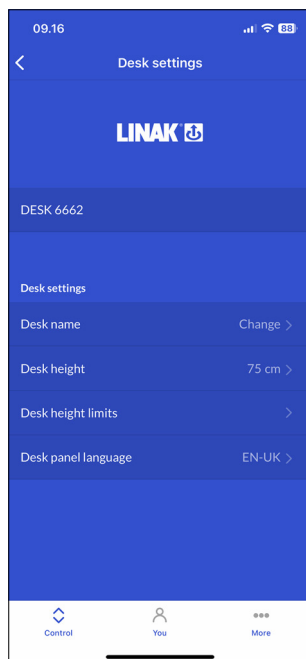 09.16 88
Desk settings
LINAK
DESK 6662
Desk settings
Desk name Change
Desk height 75 cm
Desk height limits
Desk panel language EN-UK
Control You More